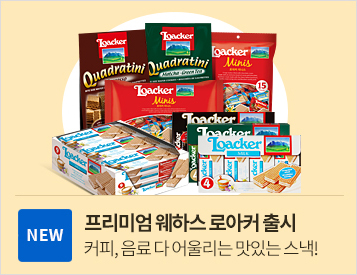 Loacker
Quadratini
Loacker
Quadratini
Matcha-Green Tea
Loacker
Minis
15
Loacker
Minis
Loacker
Loacker
Loacker
MILK
4
NEW
프리미엄 웨하스 로아커 출시
커피, 음료 다 어울리는 맛있는 스낵!